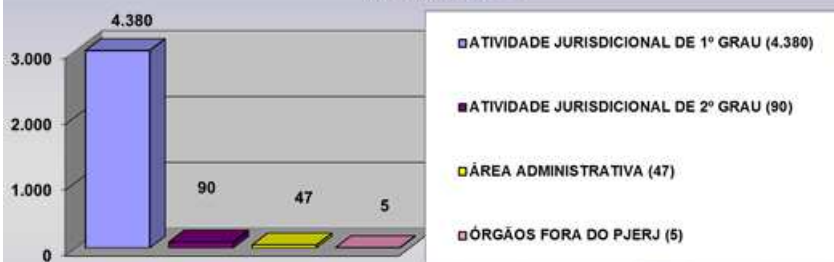 4.380
3.000
2.000
1.000
0
90
47
5
ATIVIDADE JURISDICIONAL DE 1º GRAU (4.380)
ATIVIDADE JURISDICIONAL DE 2º GRAU (90)
ÁREA ADMINISTRATIVA (47)
ÓRGÃOS FORA DO PJERJ (5)